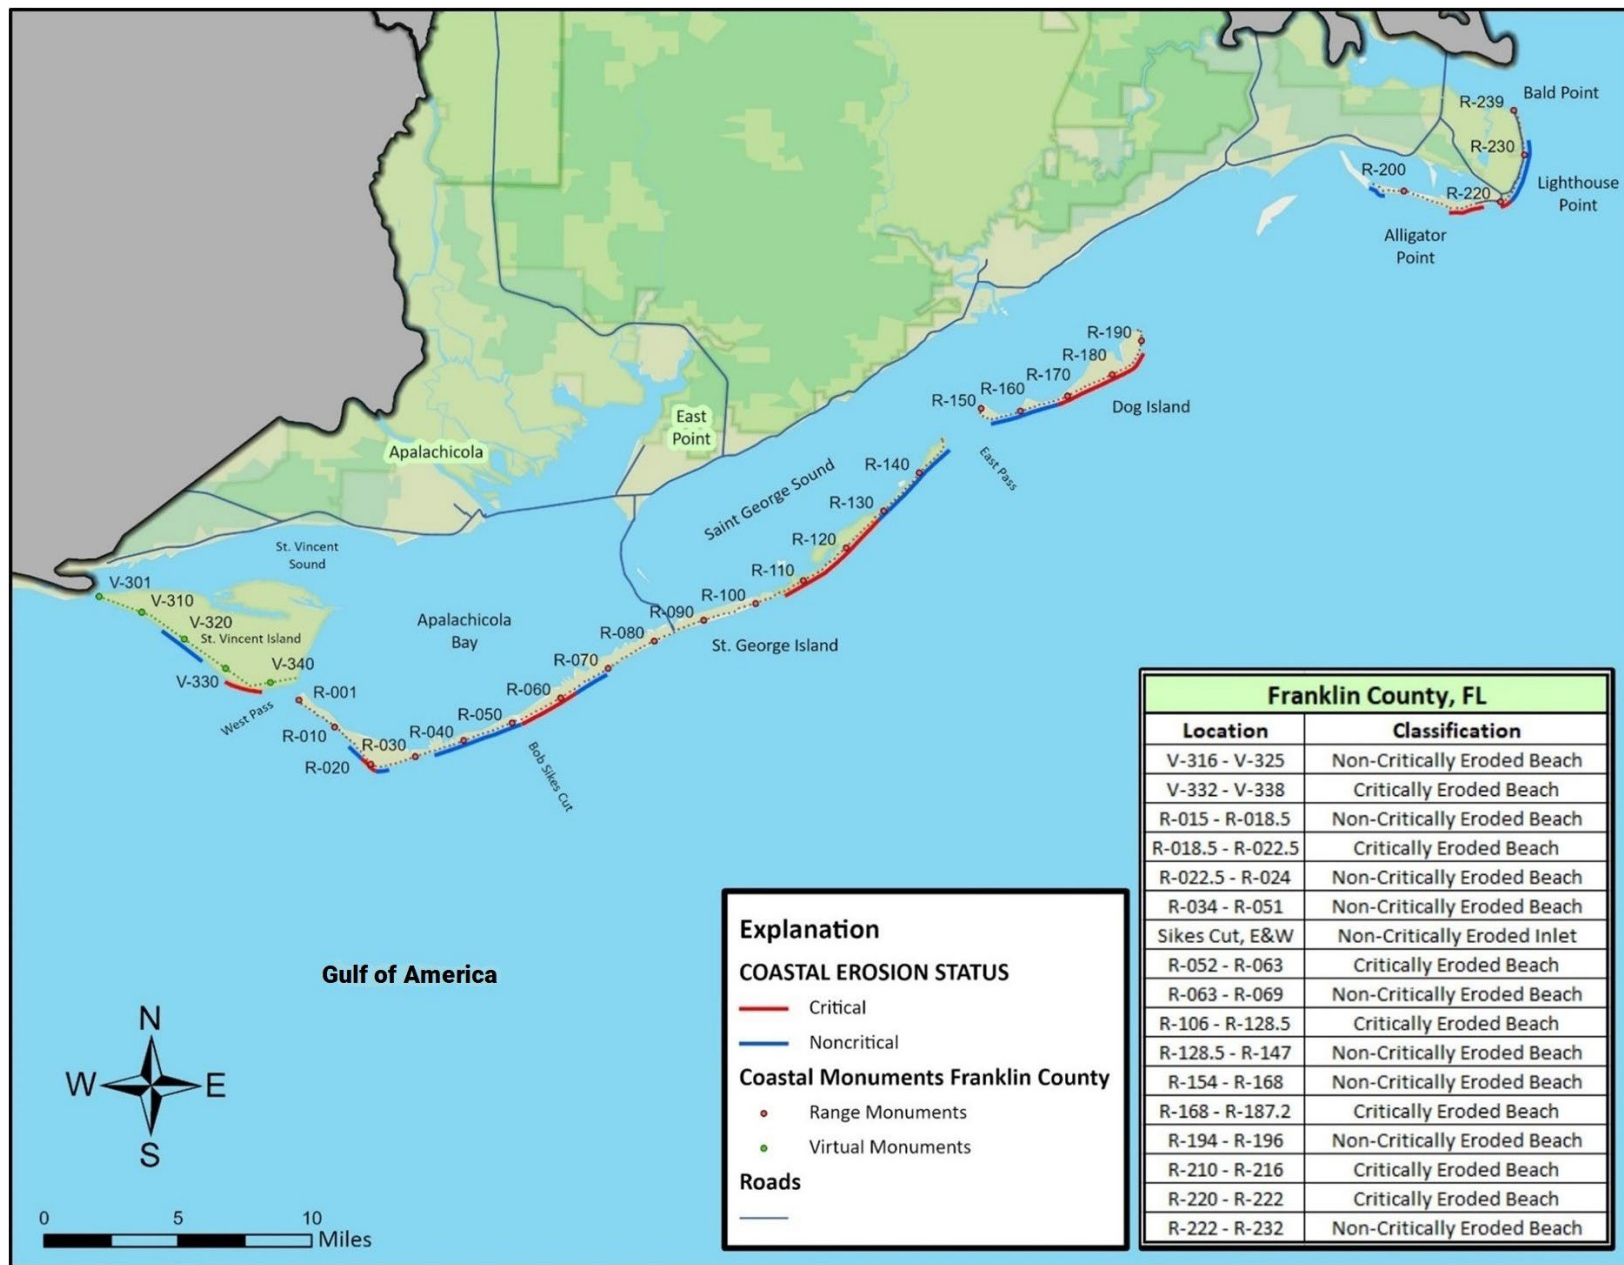 R-239
Bald Point
R-230
R-200
R-220
Lighthouse
Point
Alligator
Point
R-190
R-180
R-170
R-160
R-150
Dog Island
East
Point
Apalachicola
East Pass
R-140
Saint George Sound
R-130
R-120
R-110
R-100
R-090
R-080
St. George Island
St. Vincent
Sound
V-301
V-310
V-320
St. Vincent Island
V-340
V-330
Apalachicola
Bay
R-070
R-060
R-050
R-040
R-030
R-020
R-010
R-001
West Pass
Bob Sikes Cut
Gulf of America
N
W
E
S
0
5
10
Miles
Explanation
COASTAL EROSION STATUS
Critical
Noncritical
Coastal Monuments Franklin County
Range Monuments
Virtual Monuments
Roads
Franklin County, FL
Location Classification
V-316 - V-325 Non-Critically Eroded Beach
V-332 - V-338 Critically Eroded Beach
R-015 - R-018.5 Non-Critically Eroded Beach
R-018.5 - R-022.5 Critically Eroded Beach
R-022.5 - R-024 Non-Critically Eroded Beach
R-034 - R-051 Non-Critically Eroded Beach
Sikes Cut, E&W Non-Critically Eroded Inlet
R-052 - R-063 Critically Eroded Beach
R-063 - R-069 Non-Critically Eroded Beach
R-106 - R-128.5 Critically Eroded Beach
R-128.5 - R-147 Non-Critically Eroded Beach
R-154 - R-168 Non-Critically Eroded Beach
R-168 - R-187.2 Critically Eroded Beach
R-194 - R-196 Non-Critically Eroded Beach
R-210 - R-216 Critically Eroded Beach
R-220 - R-222 Critically Eroded Beach
R-222 - R-232 Non-Critically Eroded Beach